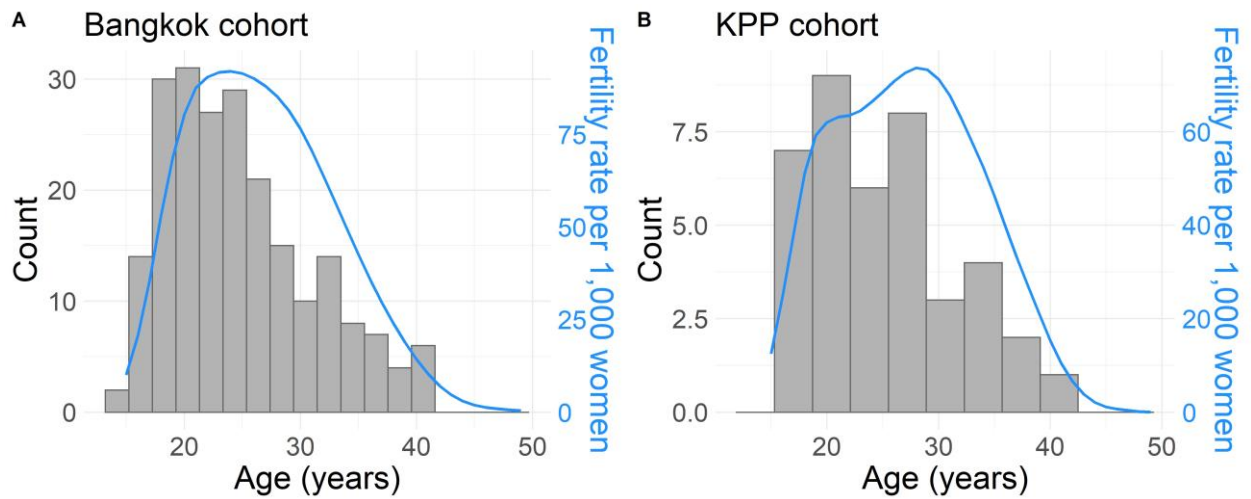 A
Bangkok cohort
30
20
10
0
Count
20
30
40
50
Age (years)
75
50
25
0
Fertility rate per 1,000 women
B
KPP cohort
7.5
5.0
2.5
0.0
Count
20
30
40
50
Age (years)
60
40
20
0
Fertility rate per 1,000 women